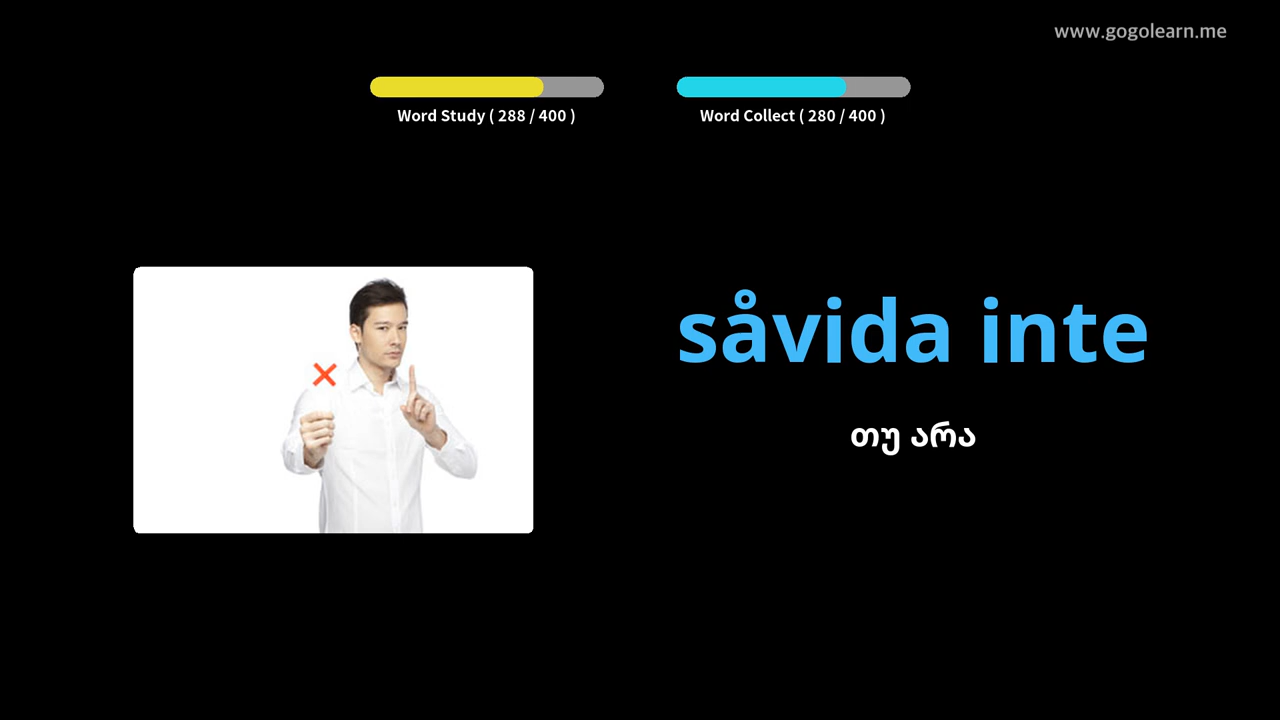 www.gogolearn.me
Word Study ( 288 / 400 )
Word Collect ( 280 / 400 )
såvida inte
თუ არა